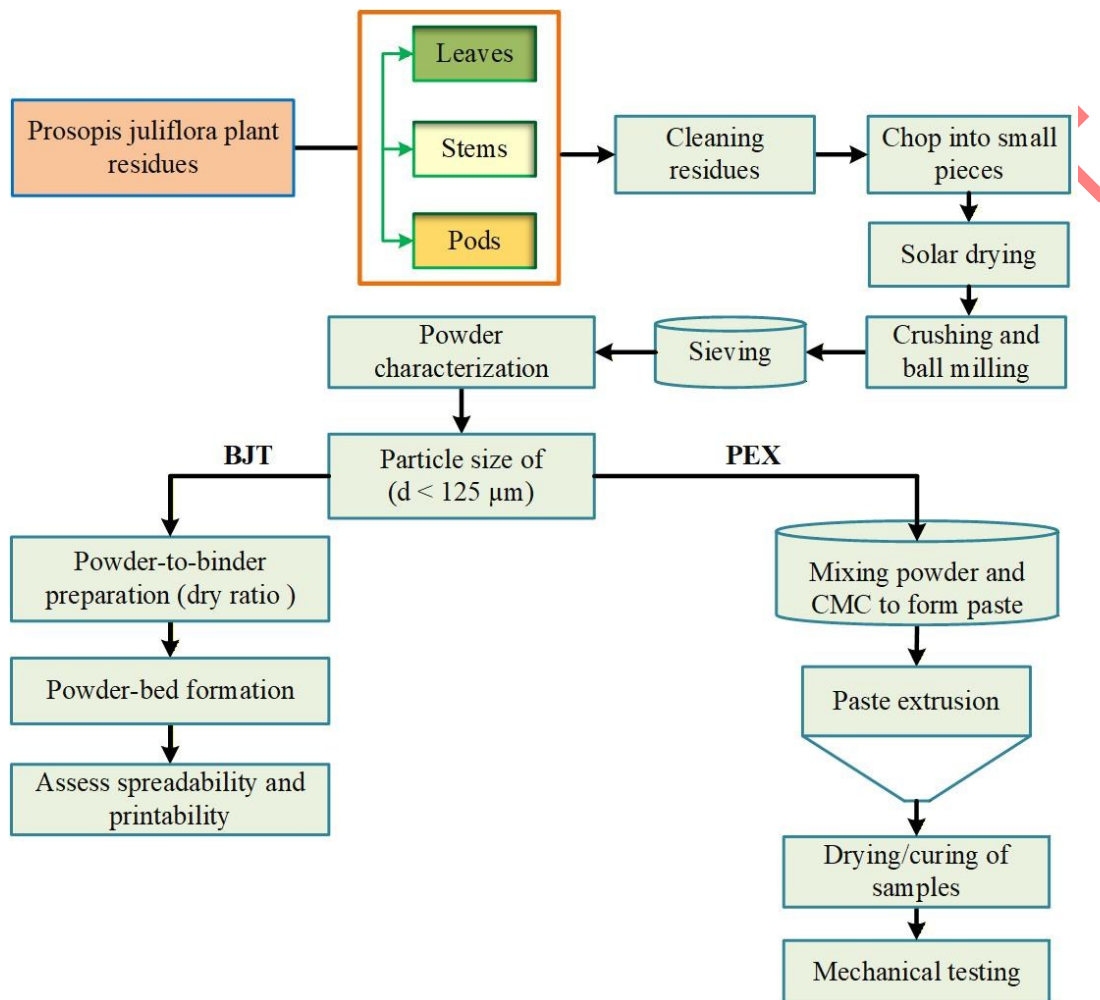 Leaves
Prosopis juliflora plant
residues
Stems
Pods
Cleaning
residues
Chop into small
pieces
Solar drying
Crushing and
ball milling
Sieving
Powder
characterization
Particle size of
(d < 125 µm)
BJT
PEX
Powder-to-binder
preparation (dry ratio )
Powder-bed formation
Assess spreadability and
printability
Mixing powder and
CMC to form paste
Paste extrusion
Drying/curing of
samples
Mechanical testing